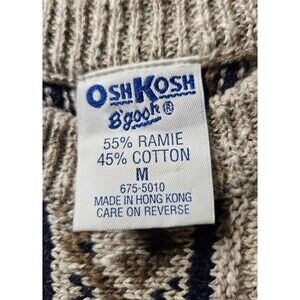 OSHKOSH
B'gosh®
55% RAMIE
45% COTTON
M
675-5010
MADE IN HONG KONG
CARE ON REVERSE